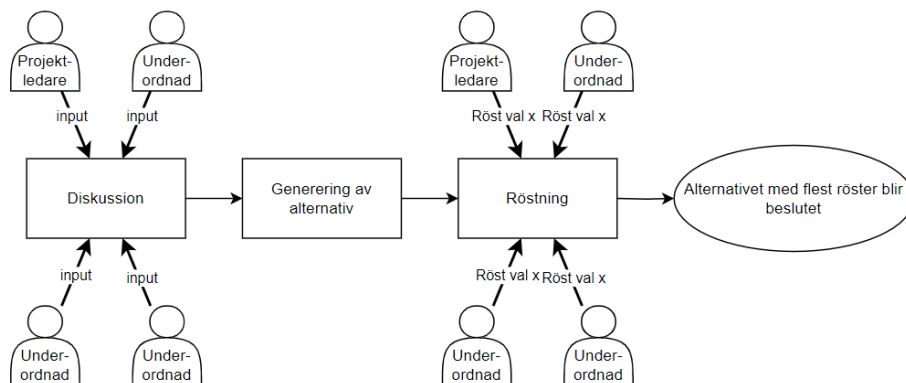 Projekt-
ledare
Under-
ordnad
Projekt-
ledare
Under-
ordnad
input
input
Röst val x
Röst val x
Diskussion
Generering av
alternativ
Röstning
Alternativet med flest röster blir
beslutet
input
input
Röst val x
Röst val x
Under-
ordnad
Under-
ordnad
Under-
ordnad
Under-
ordnad